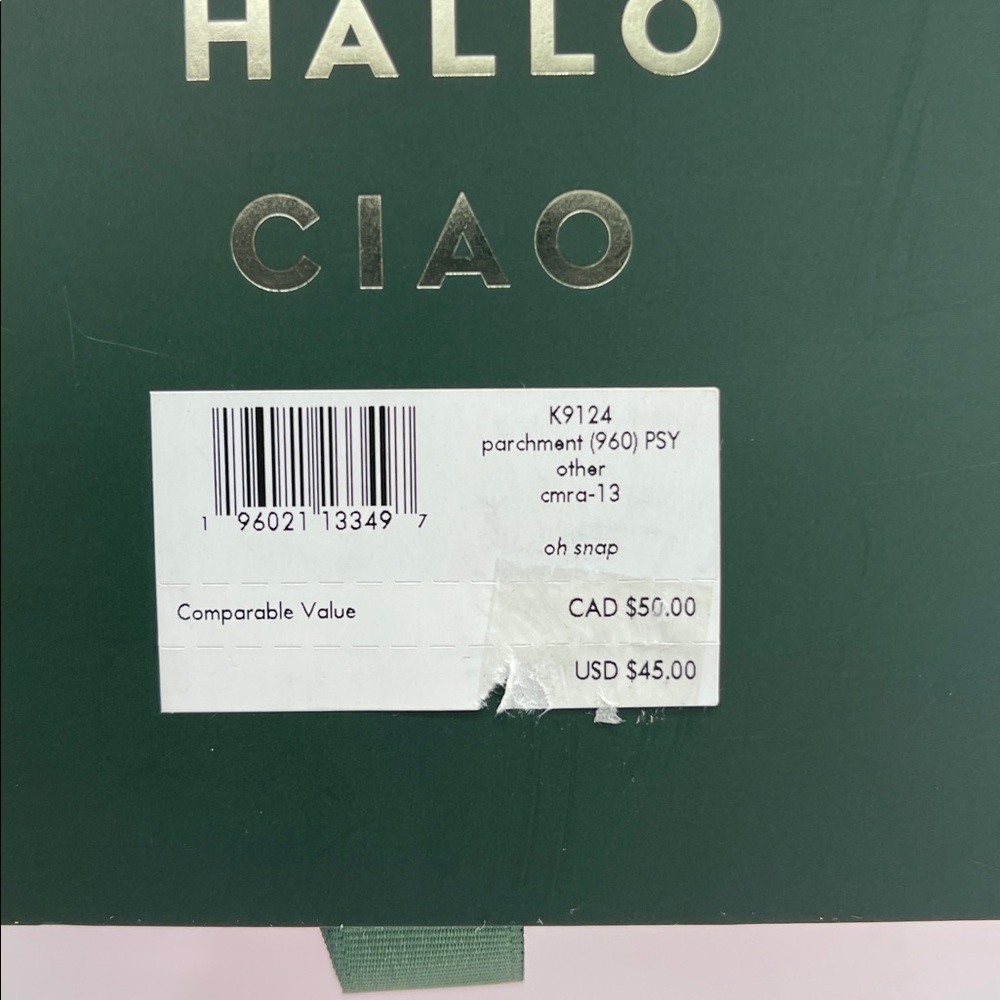 HALLO
CIAO
K9124
parchment (960) PSY
other
cmra-13
1 96021 13349 7
oh snap
Comparable Value
CAD $50.00
USD $45.00